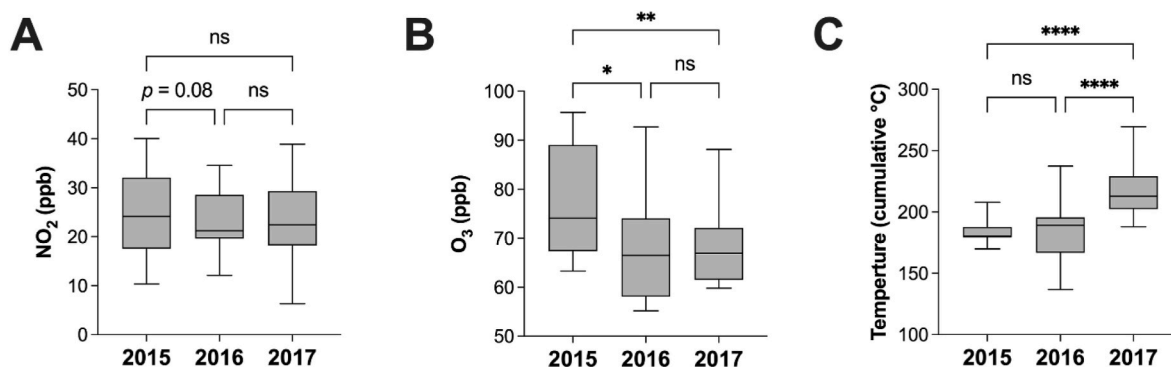 A
ns
p = 0.08
ns
NO2 (ppb)
50
40
30
20
10
0
2015 2016 2017
B
**
*
ns
O3 (ppb)
100
90
80
70
60
50
2015 2016 2017
C
****
ns
****
Temperture (cumulative °C)
300
250
200
150
100
2015 2016 2017